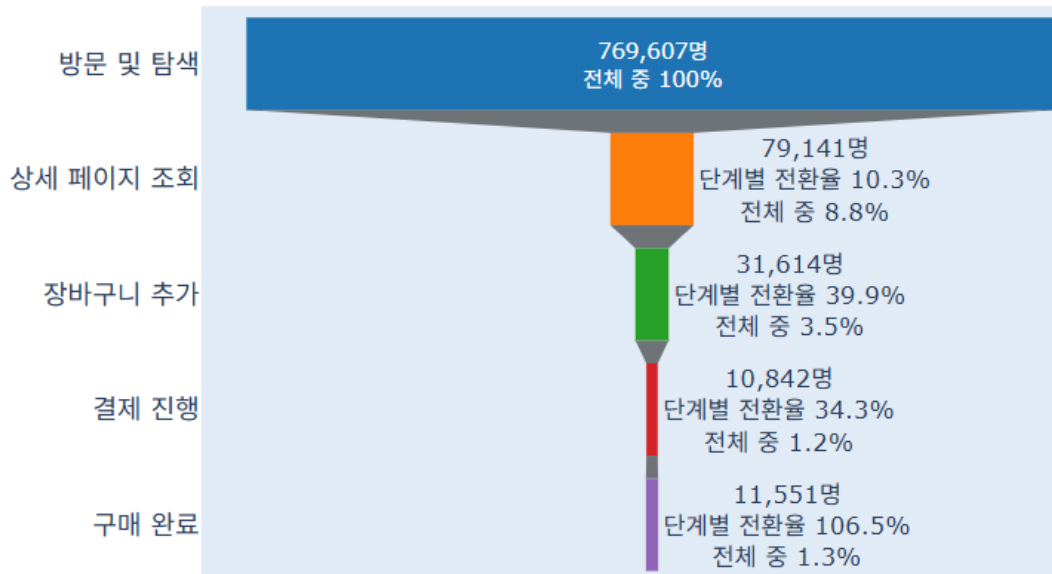 방문 및 탐색
769,607명
전체 중 100%
상세 페이지 조회
79,141명
단계별 전환율 10.3%
전체 중 8.8%
장바구니 추가
31,614명
단계별 전환율 39.9%
전체 중 3.5%
결제 진행
10,842명
단계별 전환율 34.3%
전체 중 1.2%
구매 완료
11,551명
단계별 전환율 106.5%
전체 중 1.3%